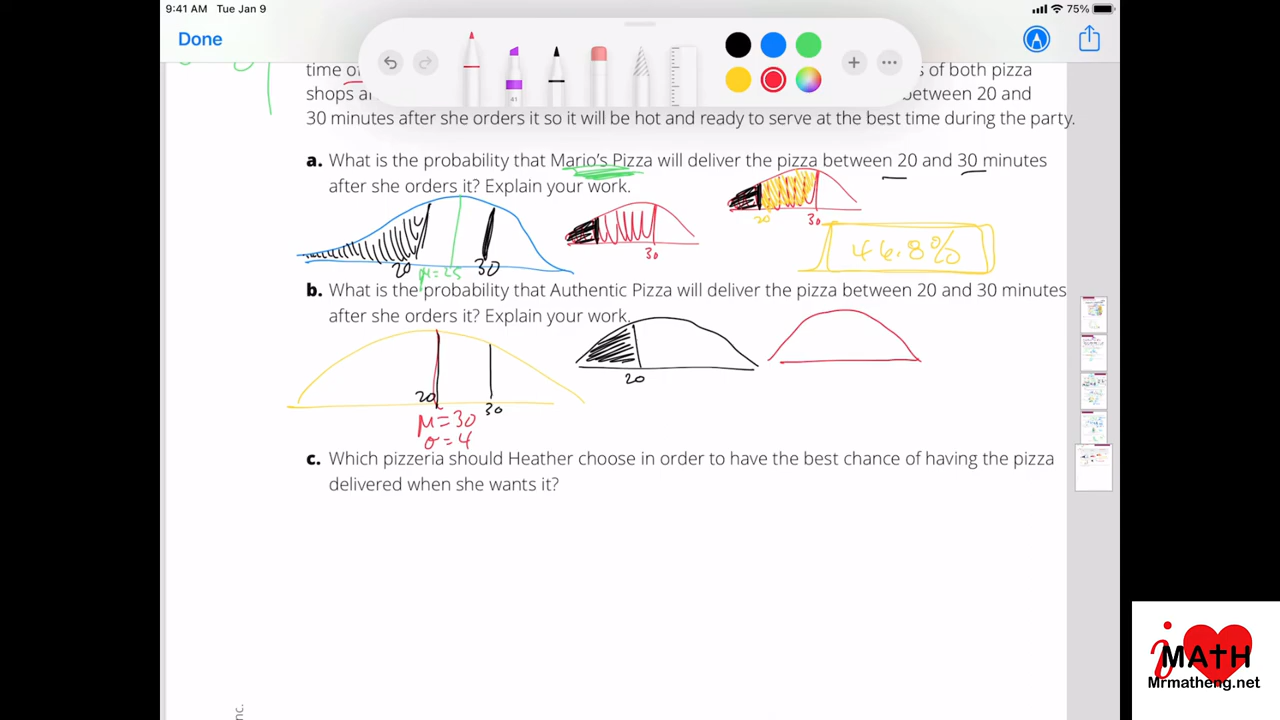 9:41 AM Tue Jan 9
75%
Done
41
time of
s of both pizza
shops
between 20 and
30 minutes after she orders it so it will be hot and ready to serve at the best time during the party.
a. What is the probability that Mario's Pizza will deliver the pizza between 20 and 30 minutes
after she orders it? Explain your work.
20 μ=25 30
30
20 30
46.8%
b. What is the probability that Authentic Pizza will deliver the pizza between 20 and 30 minutes
after she orders it? Explain your work.
20 30
μ=30
σ=4
20
c. Which pizzeria should Heather choose in order to have the best chance of having the pizza
delivered when she wants it?
nc.
i
MATH
Mrmatheng.net